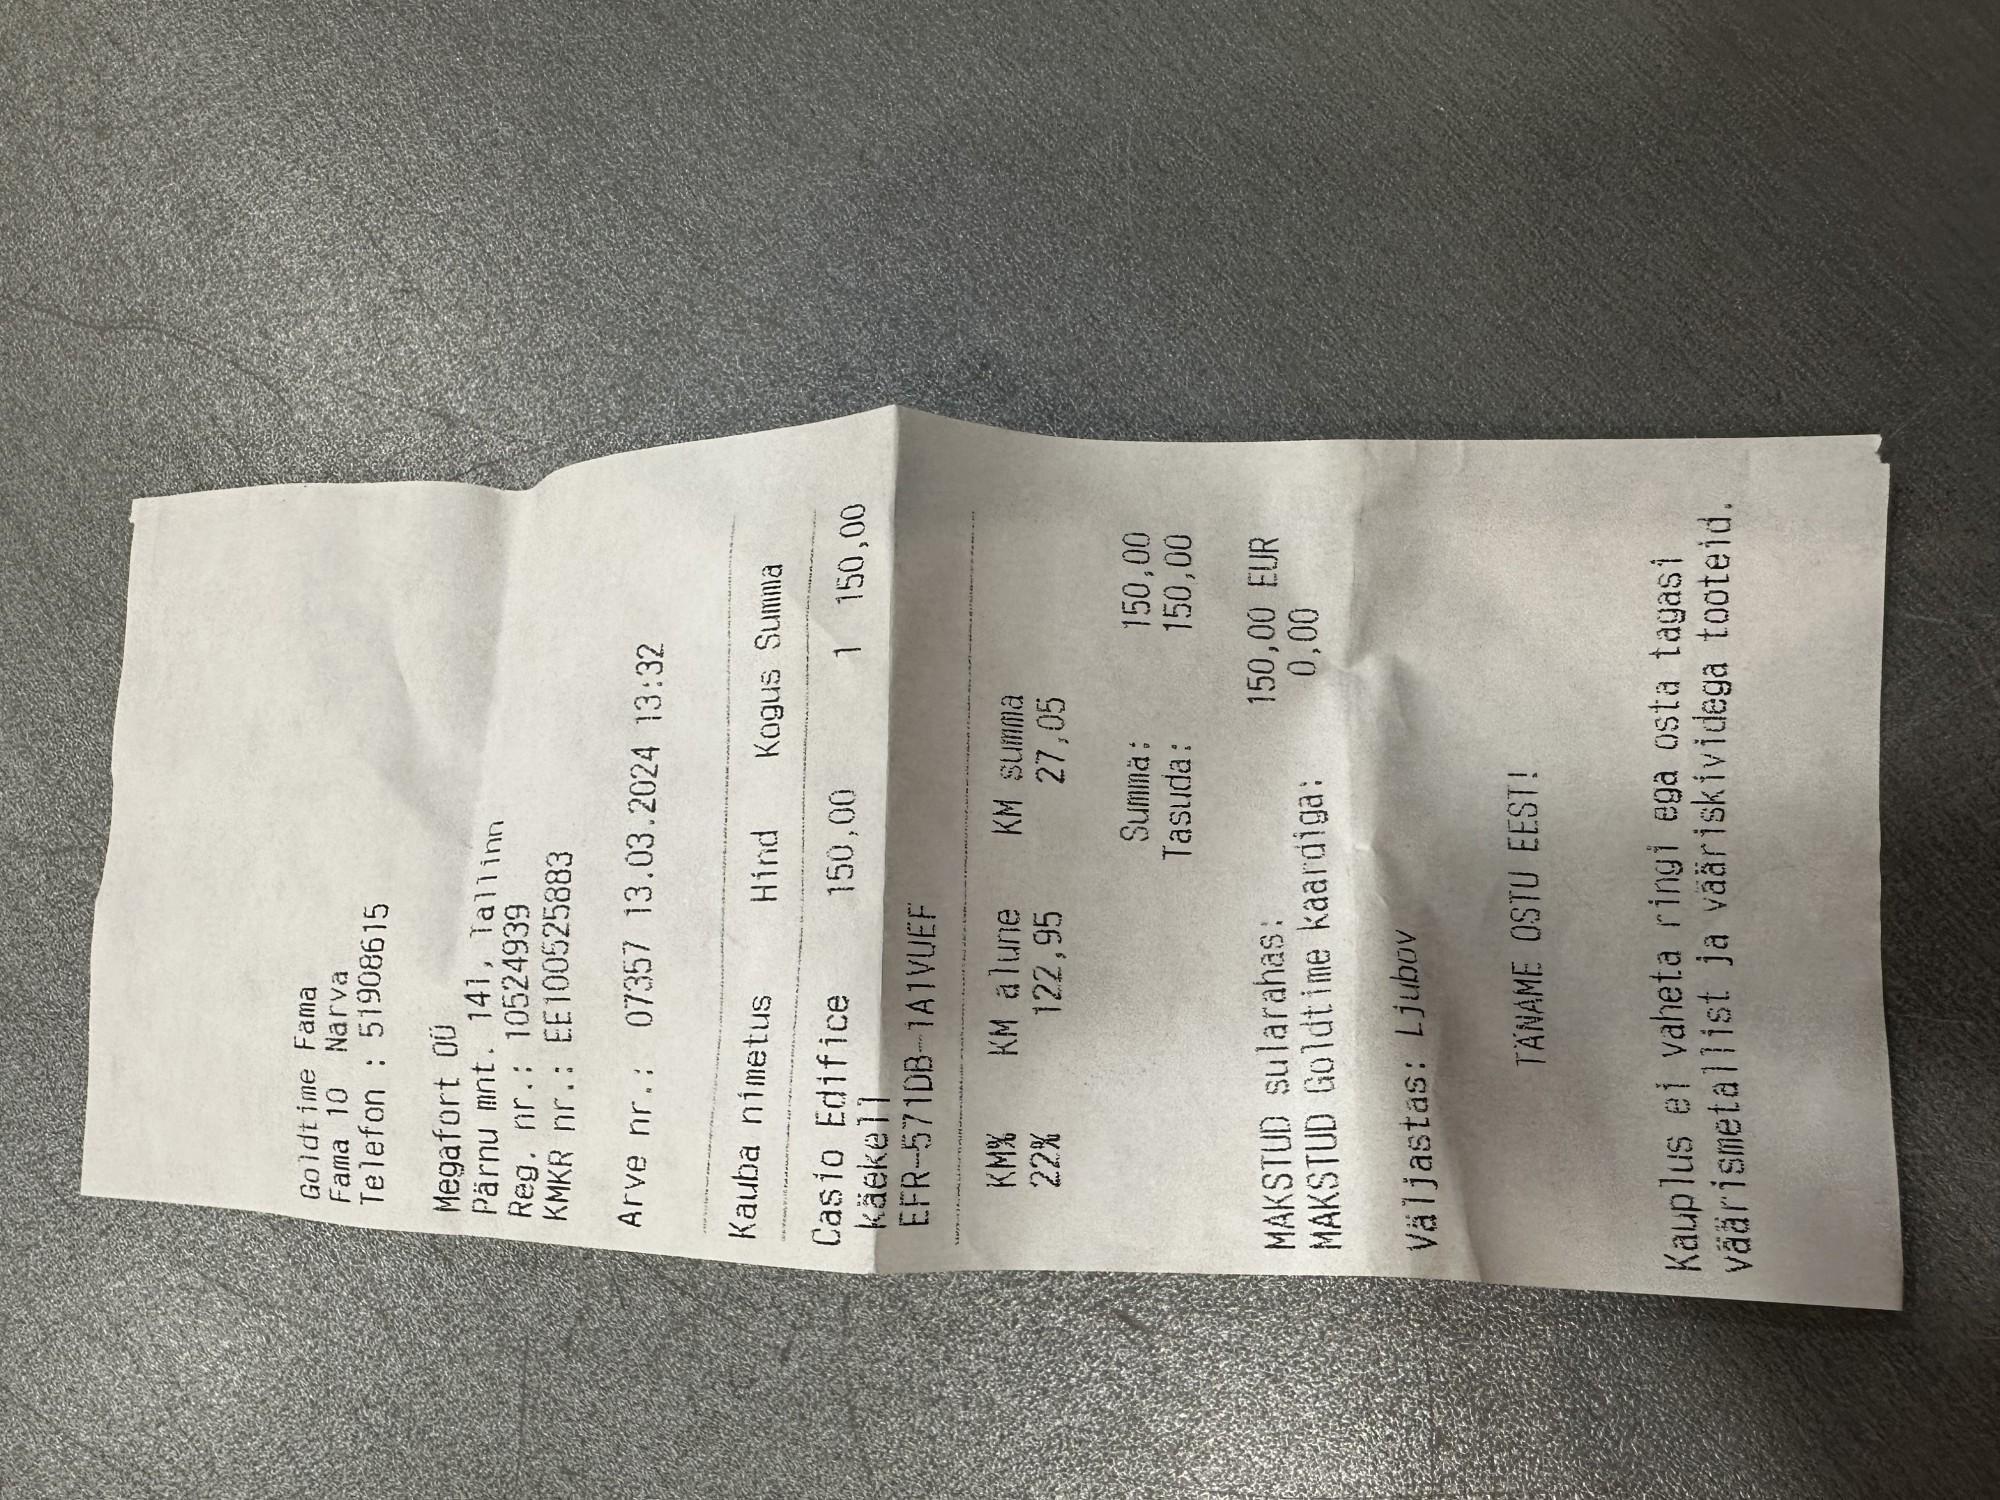 Goldtime Fama
Fama 10 Narva
Telefon : 51908615
Megafort OÜ
Pärnu mnt. 141, Tallinn
Reg. nr.: 10524939
KMKR nr.: EE100525883
Arve nr.: 07357 13.03.2024 13:32
Kauba nimetus Hind Kogus Summa
Casio Edifice 150,00 1 150,00
käekell
EFR-571DB-1A1VUEF
KM% KM alune KM summa
22% 122,95 27,05
Summa: 150,00
Tasuda: 150,00
MAKSTUD sularahas: 150,00 EUR
MAKSTUD Goldtime kaardiga: 0,00
Väljastas: Ljubov
TÄNAME OSTU EEST!
Kauplus ei vaheta ringi ega osta tagasi
väärismetallist ja vääriskividega tooteid.